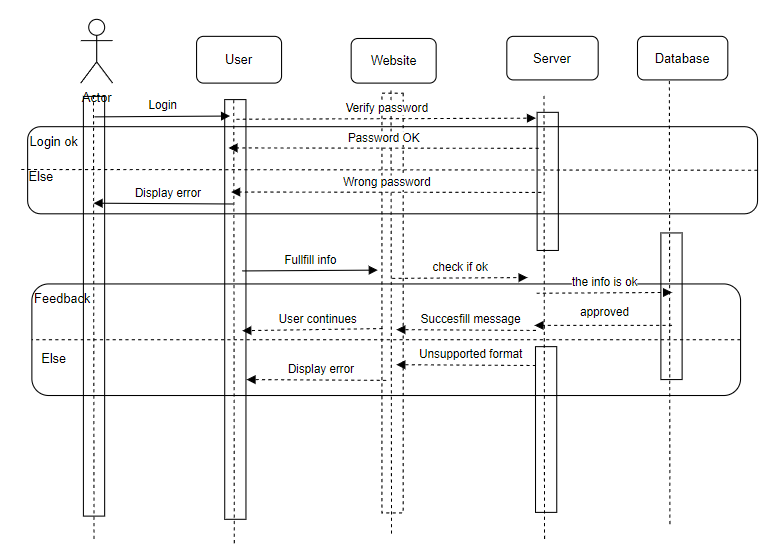 User
Website
Server
Database
Actor
Login
Verify password
Login ok
Password OK
Else
Wrong password
Display error
Fullfill info
check if ok
the info is ok
Feedback
approved
User continues
Succesfill message
Else
Unsupported format
Display error